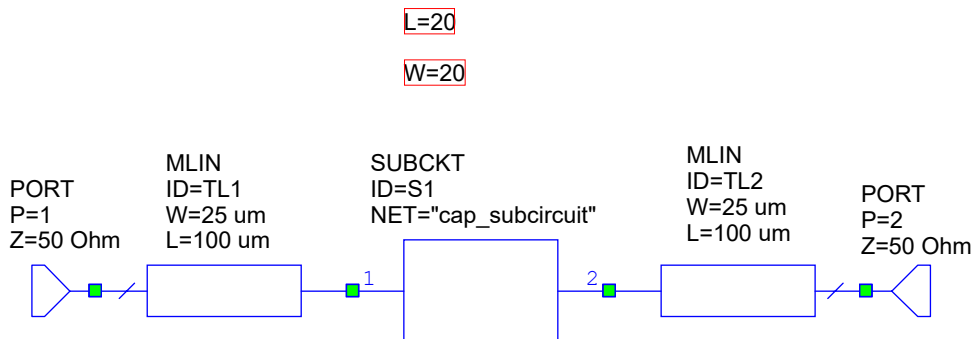 L=20
W=20
PORT
P=1
Z=50 Ohm
MLIN
ID=TL1
W=25 um
L=100 um
SUBCKT
ID=S1
NET="cap_subcircuit"
MLIN
ID=TL2
W=25 um
L=100 um
PORT
P=2
Z=50 Ohm
1
2